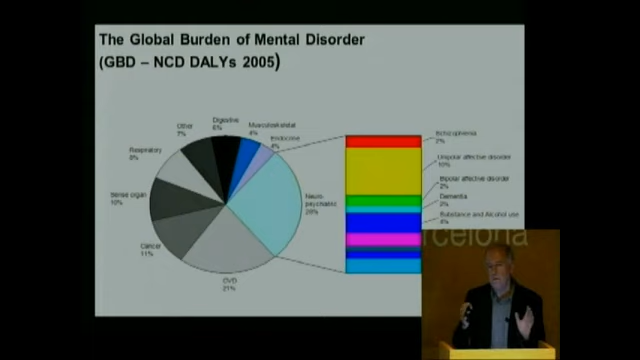 The Global Burden of Mental Disorder
(GBD – NCD DALYs 2005)
Digestive
6%
Other
7%
Musculoskeletal
4%
Endocrine
4%
Respiratory
8%
Sense organ
10%
Cancer
11%
CVD
21%
Neuro
psychiatric
28%
Schizophrenia
2%
Unipolar affective disorder
10%
Bipolar affective disorder
2%
Dementia
2%
Substance and Alcohol use
4%
rcelona